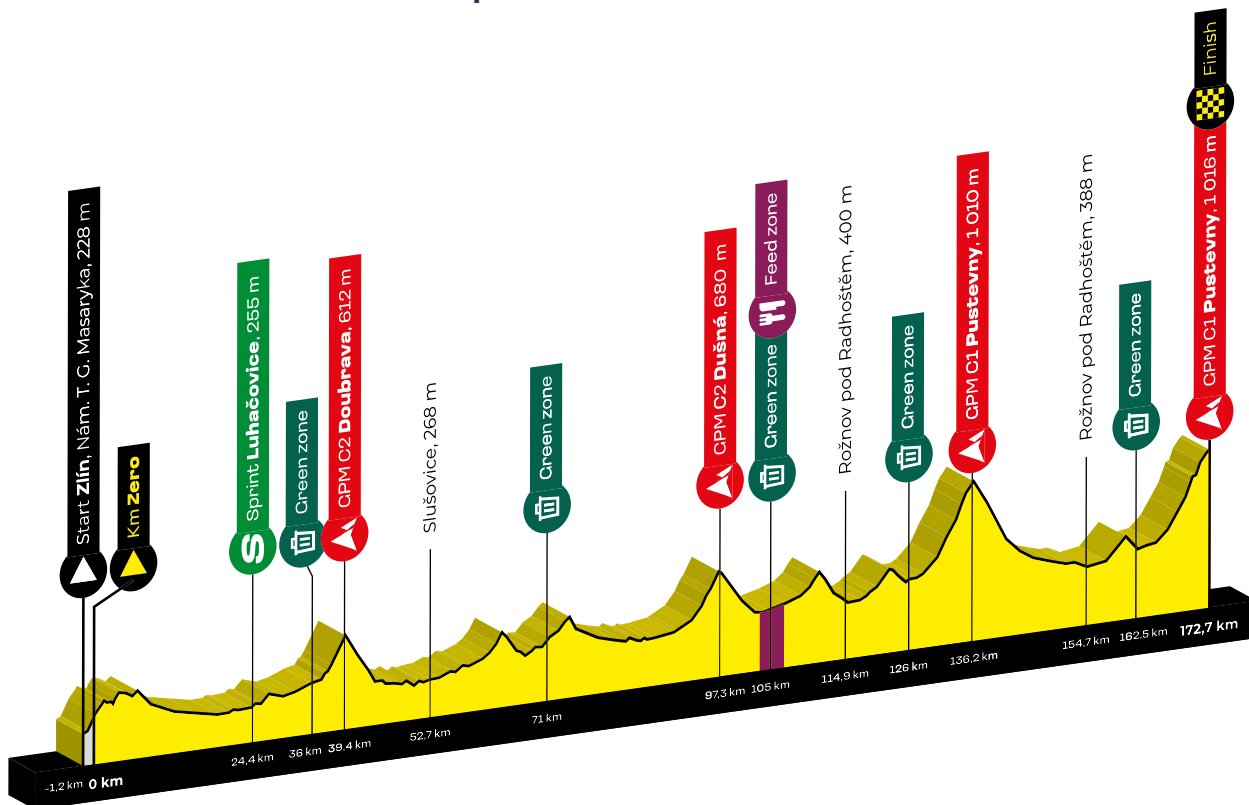 Start Zlín, Nám. T. G. Masaryka, 228 m
Km Zero
Sprint Luhačovice, 255 m
S
Green zone
GPM C2 Doubrava, 612 m
Slušovice, 268 m
Green zone
GPM C2 Dušná, 680 m
Feed zone
Green zone
Rožnov pod Radhoštěm, 400 m
Green zone
GPM C1 Pustevny, 1 010 m
Rožnov pod Radhoštěm, 388 m
Green zone
Finish
GPM C1 Pustevny, 1 016 m
-1,2 km
0 km
24,4 km
36 km
39,4 km
52.7 km
71 km
97,3 km
105 km
114,9 km
126 km
136,2 km
154.7 km
162.5 km
172,7 km